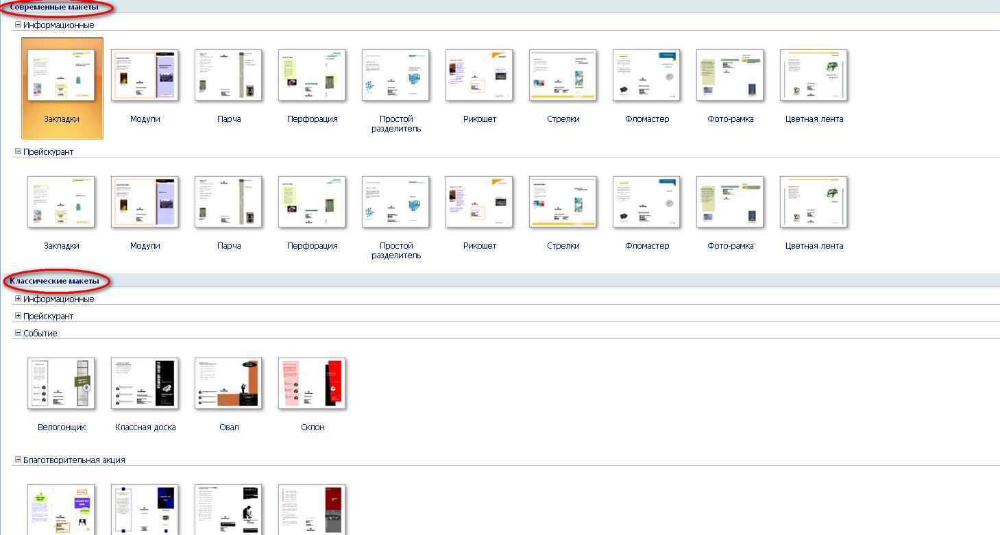 Современные макеты
Информационные
Закладки
Модули
Парча
Перфорация
Простой
разделитель
Рикошет
Стрелки
Фломастер
Фото-рамка
Цветная лента
Прейскурант
Закладки
Модули
Парча
Перфорация
Простой
разделитель
Рикошет
Стрелки
Фломастер
Фото-рамка
Цветная лента
Классические макеты
Информационные
Прейскурант
Событие
Велогонщик
Классная доска
Овал
Склон
Благотворительная акция